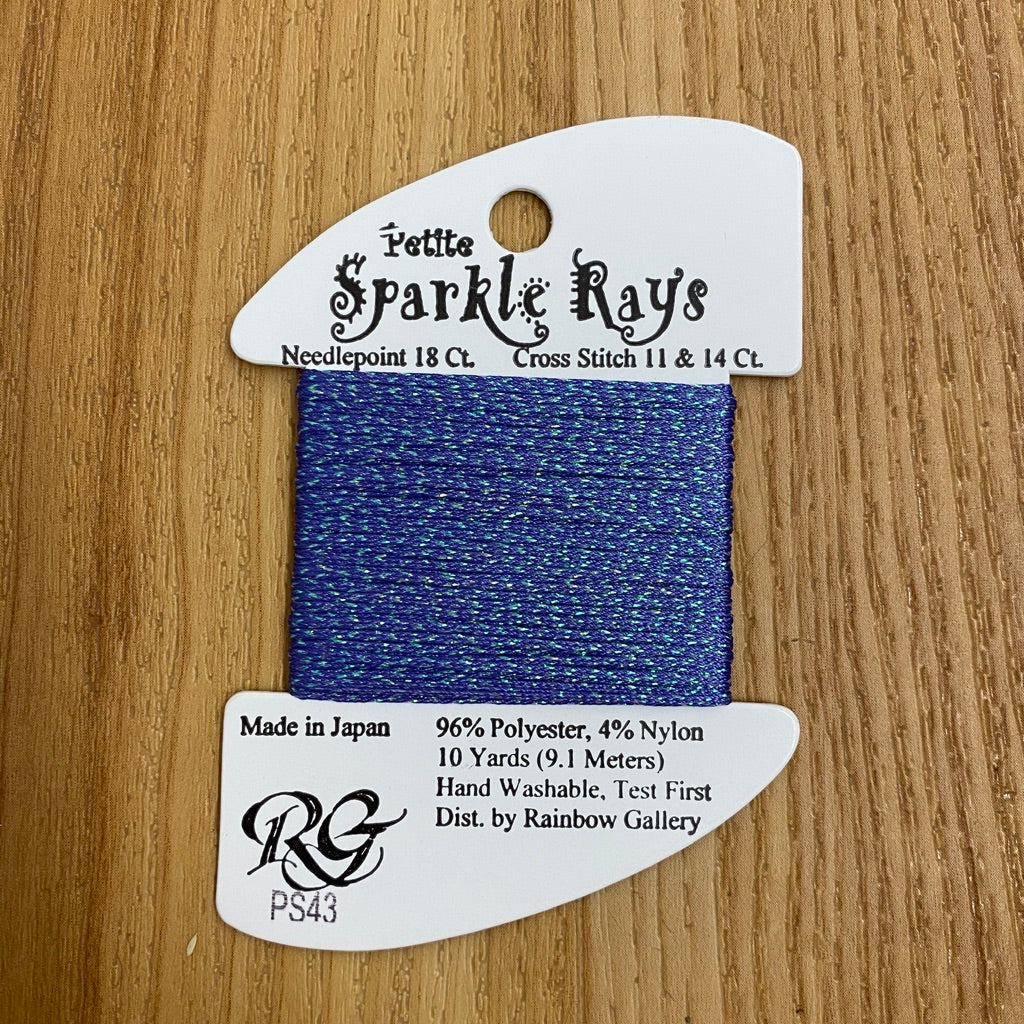 Petite
Sparkle Rays
Needlepoint 18 Ct. Cross Stitch 11 & 14 Ct.
Made in Japan
96% Polyester, 4% Nylon
10 Yards (9.1 Meters)
Hand Washable, Test First
Dist. by Rainbow Gallery
RG
PS43